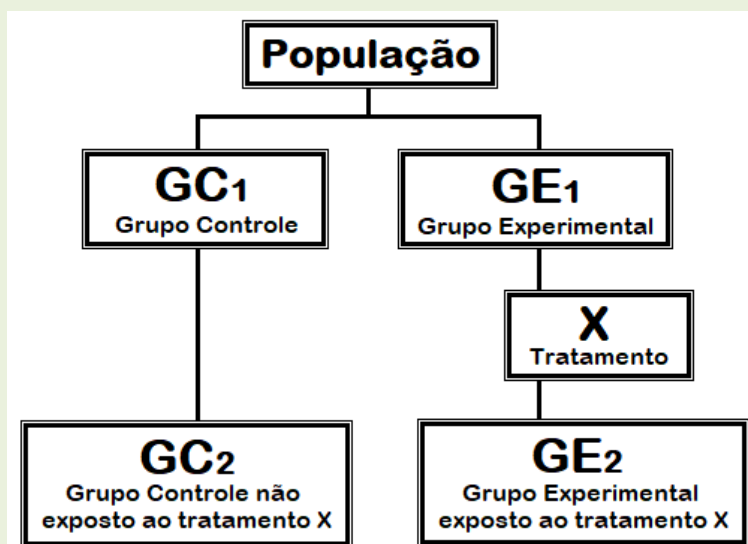 População
GC1
Grupo Controle
GE1
Grupo Experimental
X
Tratamento
GC2
Grupo Controle não
exposto ao tratamento X
GE2
Grupo Experimental
exposto ao tratamento X